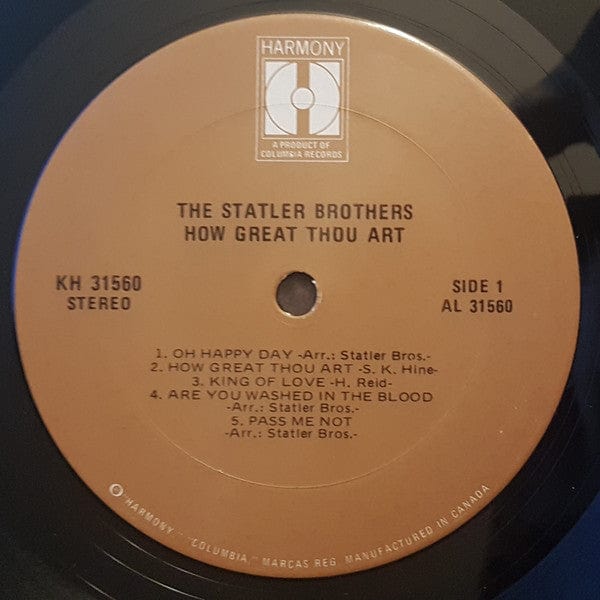 HARMONY
A PRODUCT OF
COLUMBIA RECORDS
THE STATLER BROTHERS
HOW GREAT THOU ART
KH 31560
STEREO
SIDE 1
AL 31560
1. OH HAPPY DAY -Arr.: Statler Bros.-
2. HOW GREAT THOU ART -S. K. Hine-
3. KING OF LOVE -H. Reid-
4. ARE YOU WASHED IN THE BLOOD
-Arr.: Statler Bros.-
5. PASS ME NOT
-Arr.: Statler Bros.-
"HARMONY," "COLUMBIA," MARCAS REG. MANUFACTURED IN CANADA